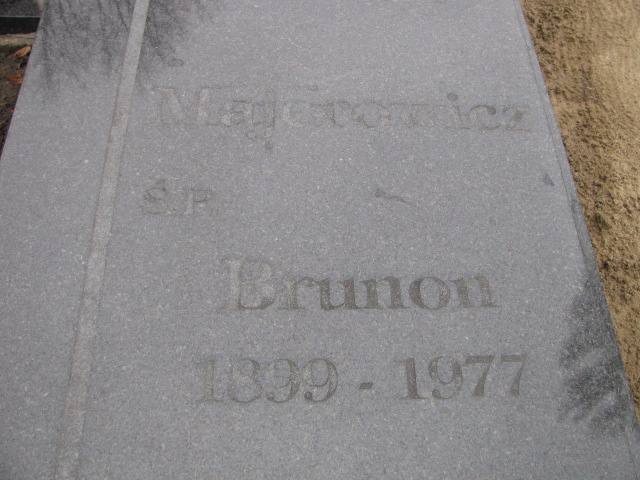 Majerowicz
Ś.P.
Brunon
1899 - 1977